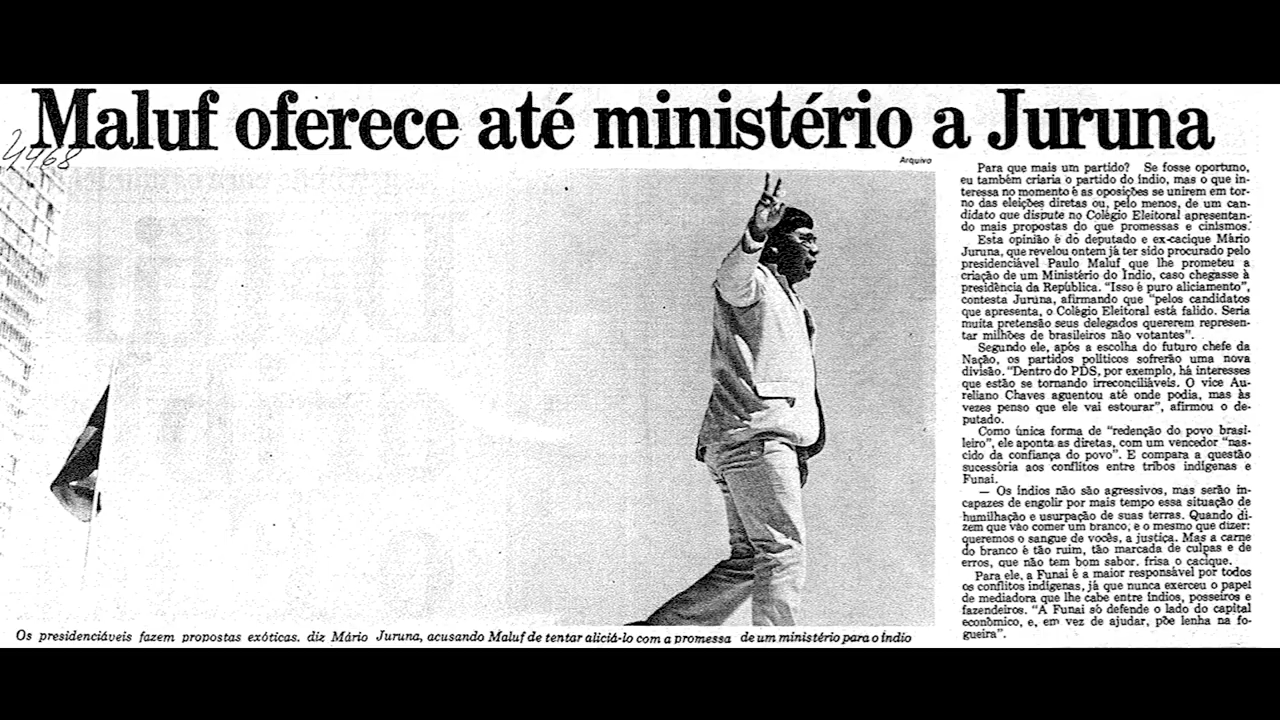 Maluf oferece até ministério a Juruna
4468
Arquivo
Para que mais um partido? Se fosse oportuno,
eu também criaria o partido do índio, mas o que in-
teressa no momento é as oposições se unirem em tor-
no das eleições diretas ou, pelo menos, de um can-
didato que dispute no Colégio Eleitoral apresentan-
do mais propostas do que promessas e cinismos.
Esta opinião é do deputado e ex-cacique Mário
Juruna, que revelou ontem já ter sido procurado pelo
presidenciável Paulo Maluf que lhe prometeu a
criação de um Ministério do Índio, caso chegasse à
presidência da República. "Isso é puro aliciamento",
contesta Juruna, afirmando que "pelos candidatos
que apresenta, o Colégio Eleitoral está falido. Seria
muita pretensão seus delegados quererem represen-
tar milhões de brasileiros não votantes".
Segundo ele, após a escolha do futuro chefe da
Nação, os partidos políticos sofrerão uma nova
divisão. "Dentro do PDS, por exemplo, há interesses
que estão se tornando irreconciliáveis. O vice Au-
reliano Chaves aguentou até onde podia, mas às
vezes penso que ele vai estourar", afirmou o de-
putado.
Como única forma de "redenção do povo brasi-
leiro", ele aponta as diretas, com um vencedor "nas-
cido da confiança do povo". E compara a questão
sucessória aos conflitos entre tribos indígenas e
Funai.
— Os índios não são agressivos, mas serão in-
capazes de engolir por mais tempo essa situação de
humilhação e usurpação de suas terras. Quando di-
zem que vão comer um branco, é o mesmo que dizer:
queremos o sangue de vocês, a justiça. Mas a carne
do branco é tão ruim, tão marcada de culpas e de
erros, que não tem bom sabor. frisa o cacique.
Para ele, a Funai é a maior responsável por todos
os conflitos indígenas, já que nunca exerceu o papel
de mediadora que lhe cabe entre índios, posseiros e
fazendeiros. "A Funai só defende o lado do capital
econômico, e, em vez de ajudar, põe lenha na fo-
gueira".
Os presidenciáveis fazem propostas exóticas. diz Mário Juruna, acusando Maluf de tentar aliciá-lo com a promessa de um ministério para o índio